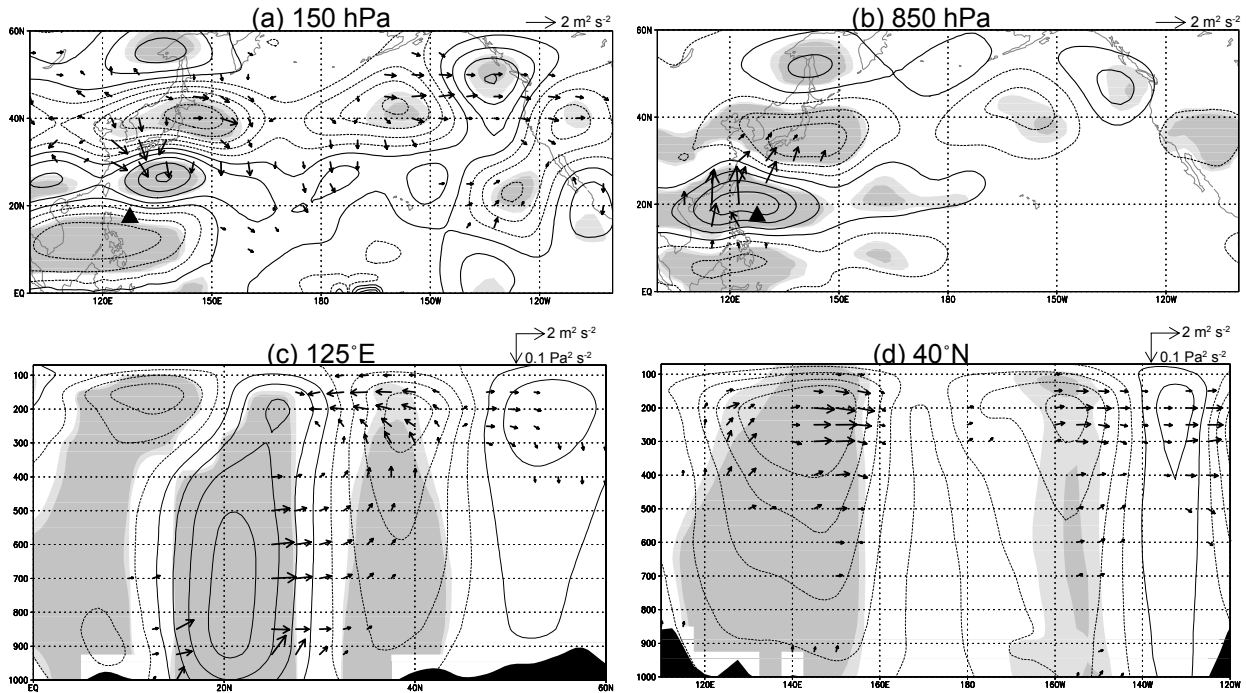 (a) 150 hPa
2 m² s⁻²
60N
40N
20N
EQ
120E 150E 180 150W 120W
(b) 850 hPa
2 m² s⁻²
60N
40N
20N
EQ
120E 150E 180 150W 120W
(c) 125°E
2 m² s⁻²
0.1 Pa² s⁻²
100
200
300
400
500
600
700
800
900
1000
EQ 20N 40N 60N
(d) 40°N
2 m² s⁻²
0.1 Pa² s⁻²
100
200
300
400
500
600
700
800
900
1000
120E 140E 160E 180 160W 140W 120W